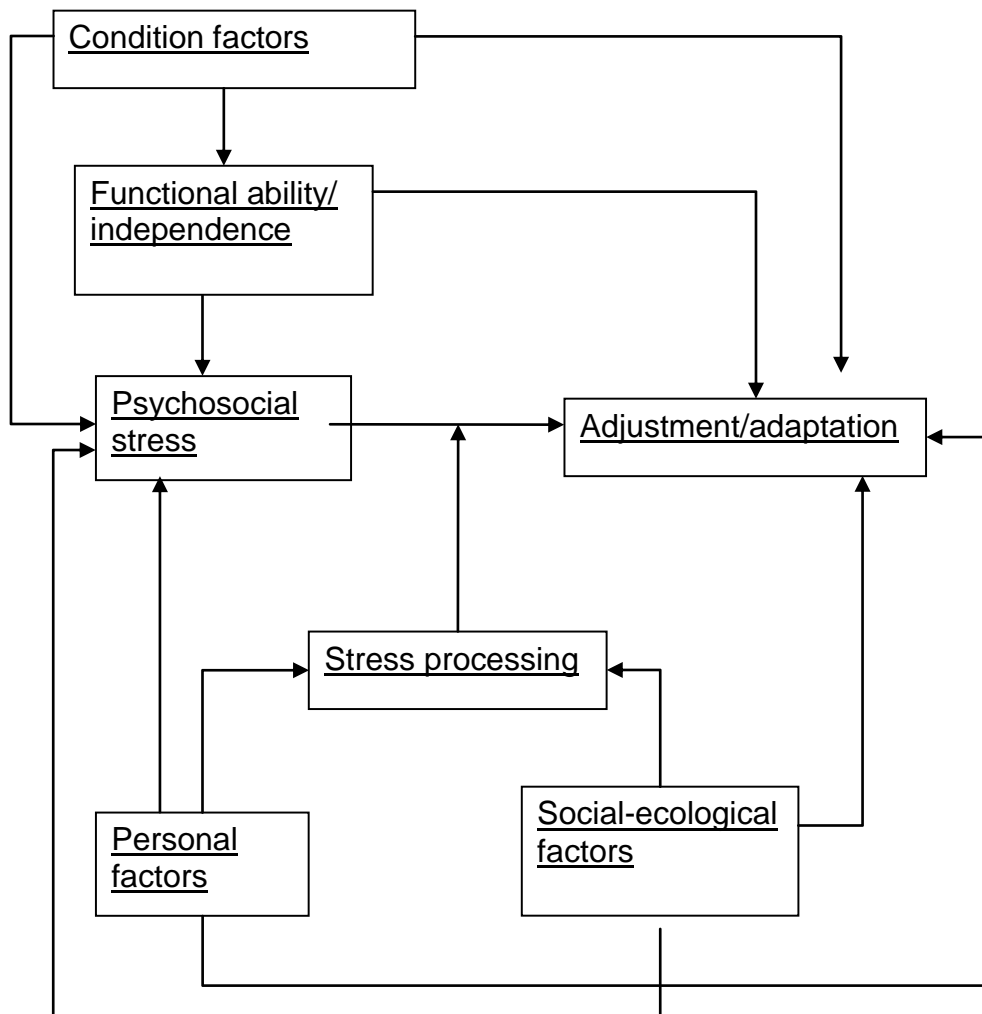 Condition factors
Functional ability/
independence
Psychosocial
stress
Adjustment/adaptation
Stress processing
Social-ecological
factors
Personal
factors